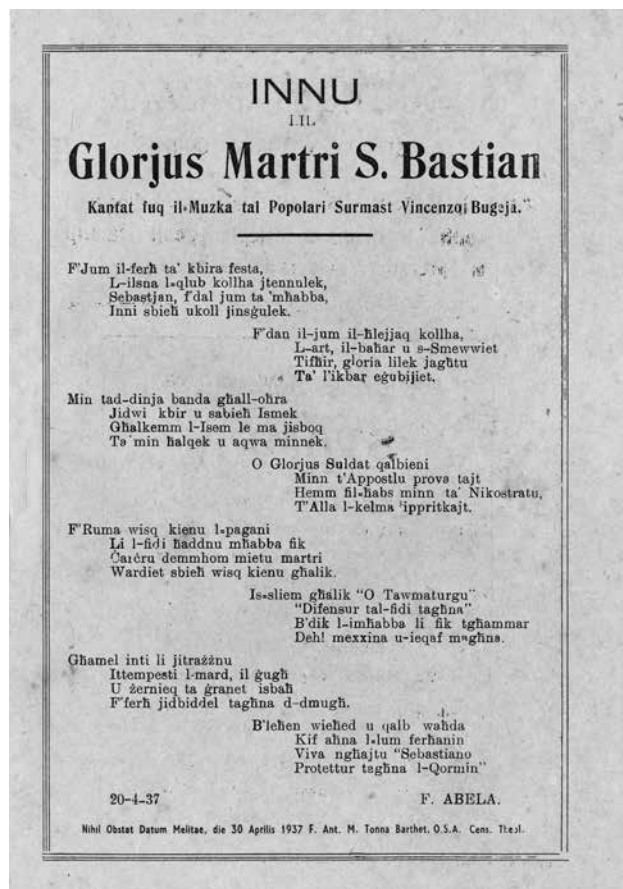 INNU
LIL
Glorjus Martri S. Bastian
Kantat fuq il-Muzka tal Popolari Surmast Vincenzo Bugeja.
F'Jum il-ferħ ta' kbira festa,
L-ilsna l-qlub kollha jtennulek,
Sebastjan, f'dal jum ta 'mħabba,
Inni sbieħ ukoll jinsġulek.
F'dan il-jum il-ħlejjaq kollha,
L-art, il-baħar u s-Smewwiet
Tifħir, gloria lilek jagħtu
Ta' l'ikbar eġubijiet.
Min tad-dinja banda għall-oħra
Jidwi kbir u sabieħ Ismek
Għalkemm l-Isem le ma jisboq
Ta' min ħalqek u aqwa minnek.
O Glorjus Suldat qalbieni
Minn t'Appostlu prova tajt
Hemm fil-ħabs minn ta' Nikostratu,
T'Alla l-kelma ippritkajt.
F'Ruma wisq kienu l-pagani
Li l-fidi ħaddnu mħabba fik
Ċarċru demmhom mietu martri
Wardiet sbieħ wisq kienu għalik.
Is-sliem għalik "O Tawmaturgu"
"Difensur tal-fidi tagħna"
B'dik l-imħabba li fik tgħammar
Deh! mexxina u-ieqaf magħna.
Għamel inti li jitrażżnu
Ittempesti l-mard, il ġugħ
U żernieq ta ġranet isbaħ
F'ferħ jidbiddel tagħna d-dmugħ.
B'leħen wieħed u qalb waħda
Kif aħna l-lum ferħanin
Viva ngħajtu "Sebastiano
Protettur tagħna l-Qormin"
20-4-37 F. ABELA.
Nihil Obstat Datum Melitae, die 30 Aprilis 1937 F. Ant. M. Tonna Barthet, O.S.A. Cens. Theol.